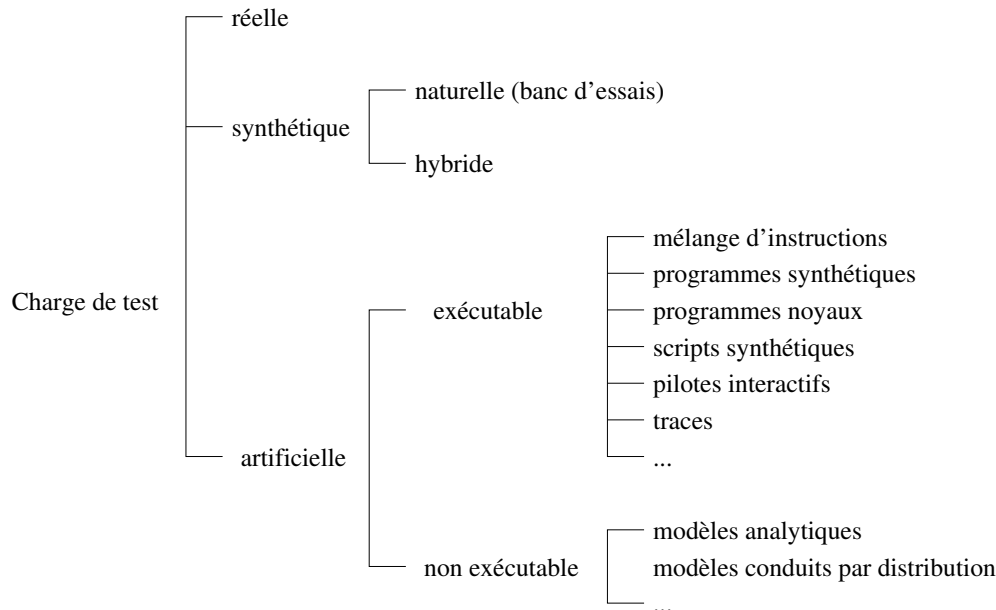 réelle
naturelle (banc d'essais)
synthétique
hybride
mélange d'instructions
programmes synthétiques
Charge de test
exécutable
programmes noyaux
scripts synthétiques
pilotes interactifs
traces
artificielle
...
modèles analytiques
non exécutable
modèles conduits par distribution
...